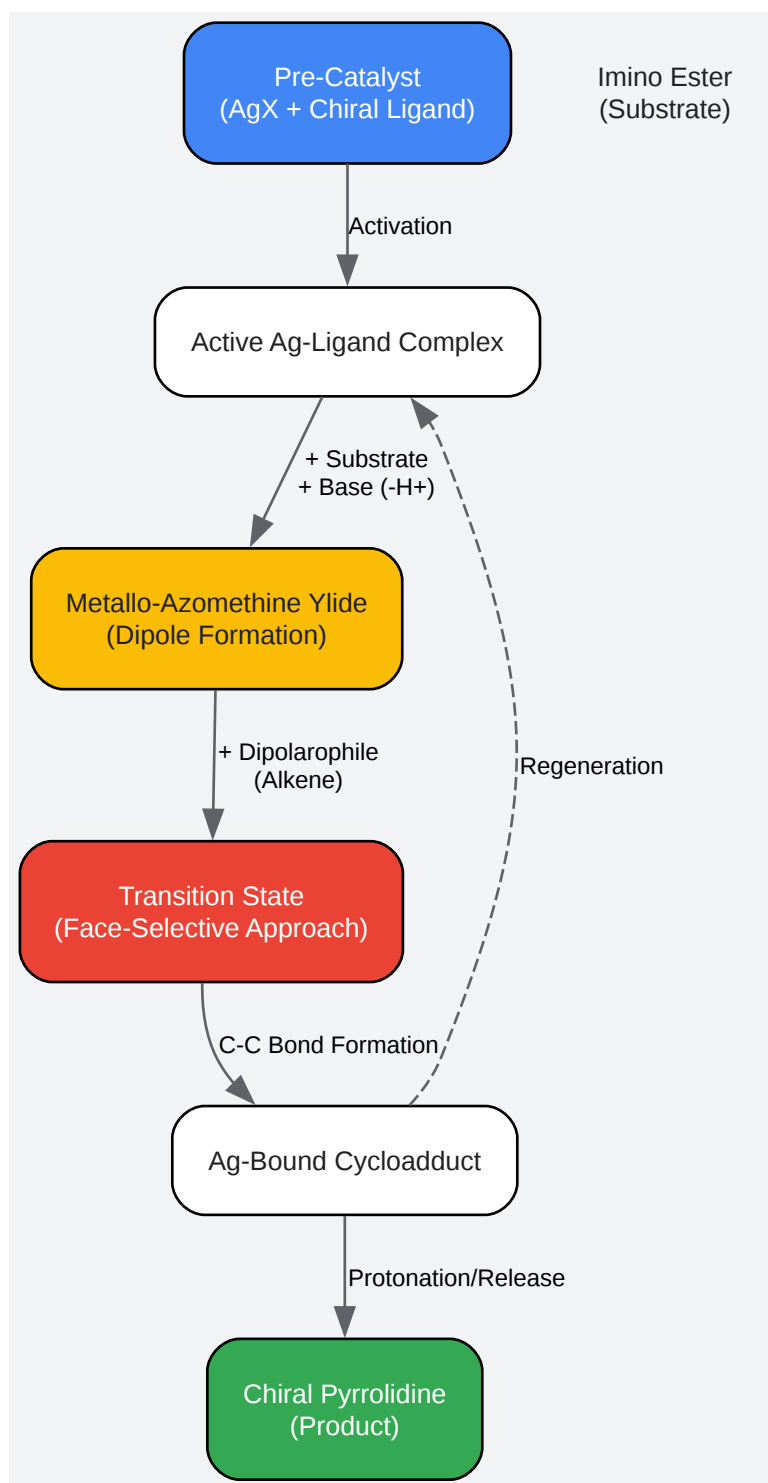 Pre-Catalyst
(AgX + Chiral Ligand)
Imino Ester
(Substrate)
Activation
Active Ag-Ligand Complex
+ Substrate
+ Base (-H+)
Metallo-Azomethine Ylide
(Dipole Formation)
+ Dipolarophile
(Alkene)
Regeneration
Transition State
(Face-Selective Approach)
C-C Bond Formation
Ag-Bound Cycloadduct
Protonation/Release
Chiral Pyrrolidine
(Product)